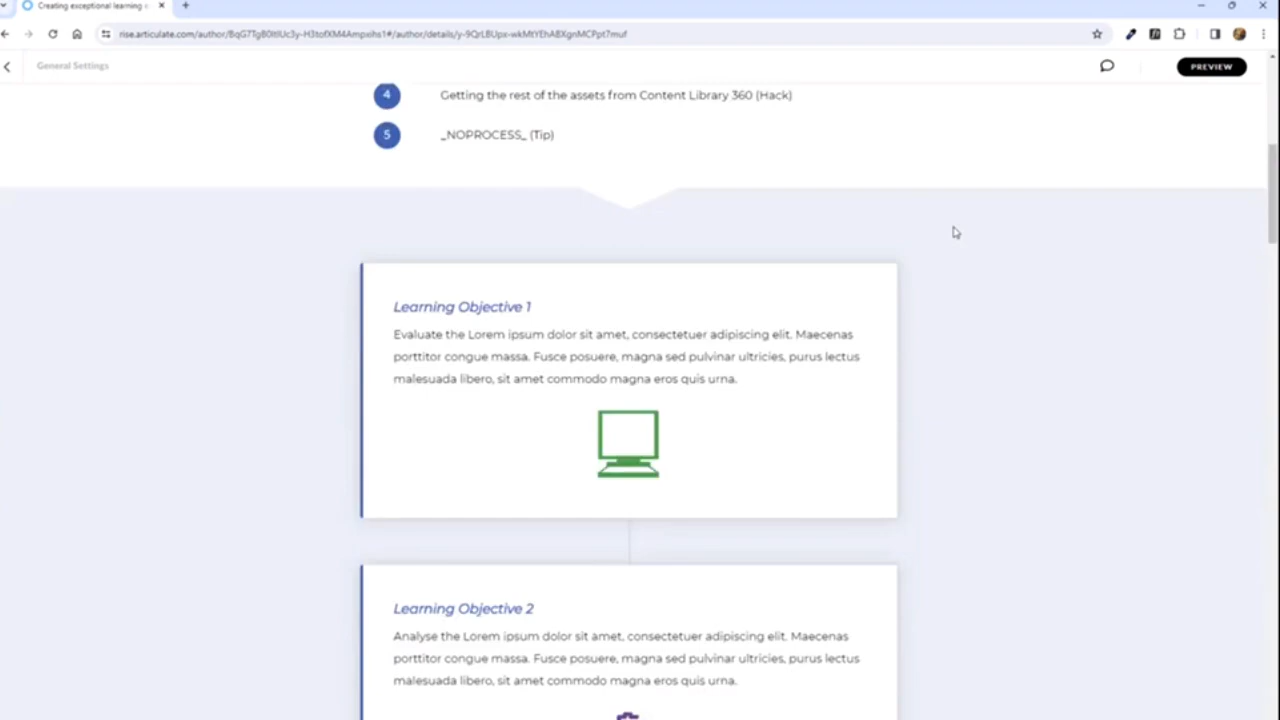 Creating exceptional learning
rise.articulate.com/author/
General Settings
PREVIEW
4
Getting the rest of the assets from Content Library 360 (Hack)
5
_NOPROCESS_ (Tip)
Learning Objective 1
Evaluate the Lorem ipsum dolor sit amet, consectetuer adipiscing elit. Maecenas
porttitor congue massa. Fusce posuere, magna sed pulvinar ultricies, purus lectus
malesuada libero, sit amet commodo magna eros quis urna.
Learning Objective 2
Analyse the Lorem ipsum dolor sit amet, consectetuer adipiscing elit. Maecenas
porttitor congue massa. Fusce posuere, magna sed pulvinar ultricies, purus lectus
malesuada libero, sit amet commodo magna eros quis urna.